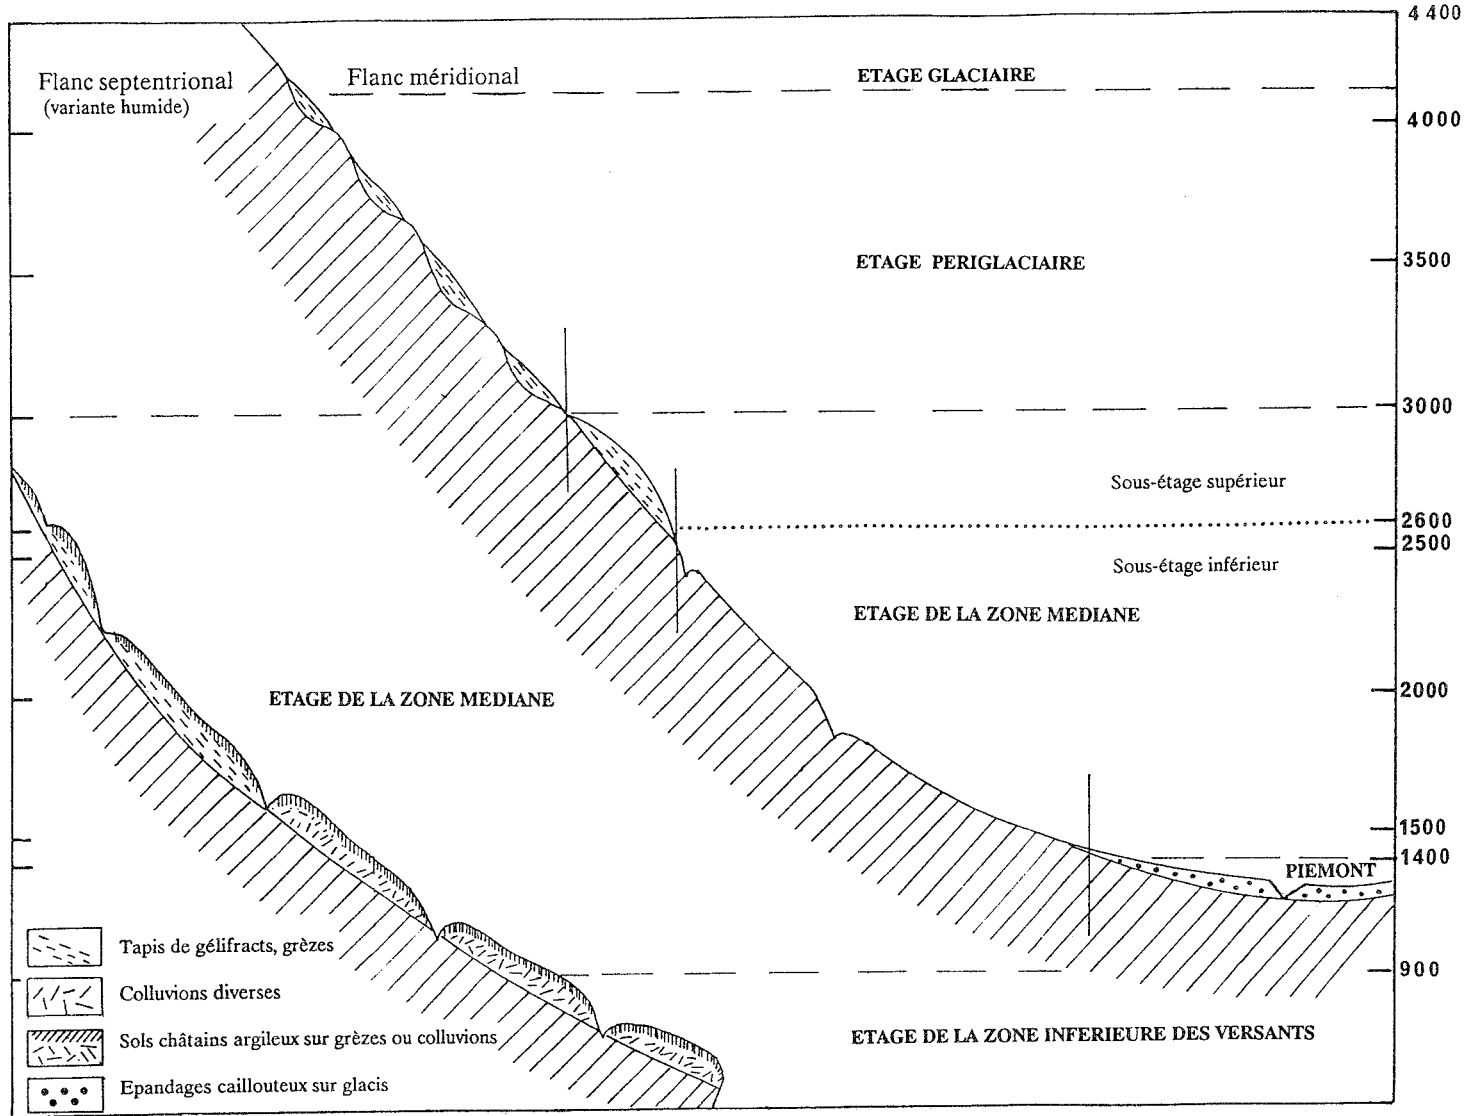 4400
Flanc septentrional
(variante humide)
Flanc méridional
ETAGE GLACIAIRE
4000
ETAGE PERIGLACIAIRE
3500
3000
Sous-étage supérieur
2600
2500
Sous-étage inférieur
ETAGE DE LA ZONE MEDIANE
ETAGE DE LA ZONE MEDIANE
2000
1500
1400
PIEMONT
900
Tapis de gélifracts, grèzes
Colluvions diverses
Sols châtains argileux sur grèzes ou colluvions
Epandages caillouteux sur glacis
ETAGE DE LA ZONE INFERIEURE DES VERSANTS